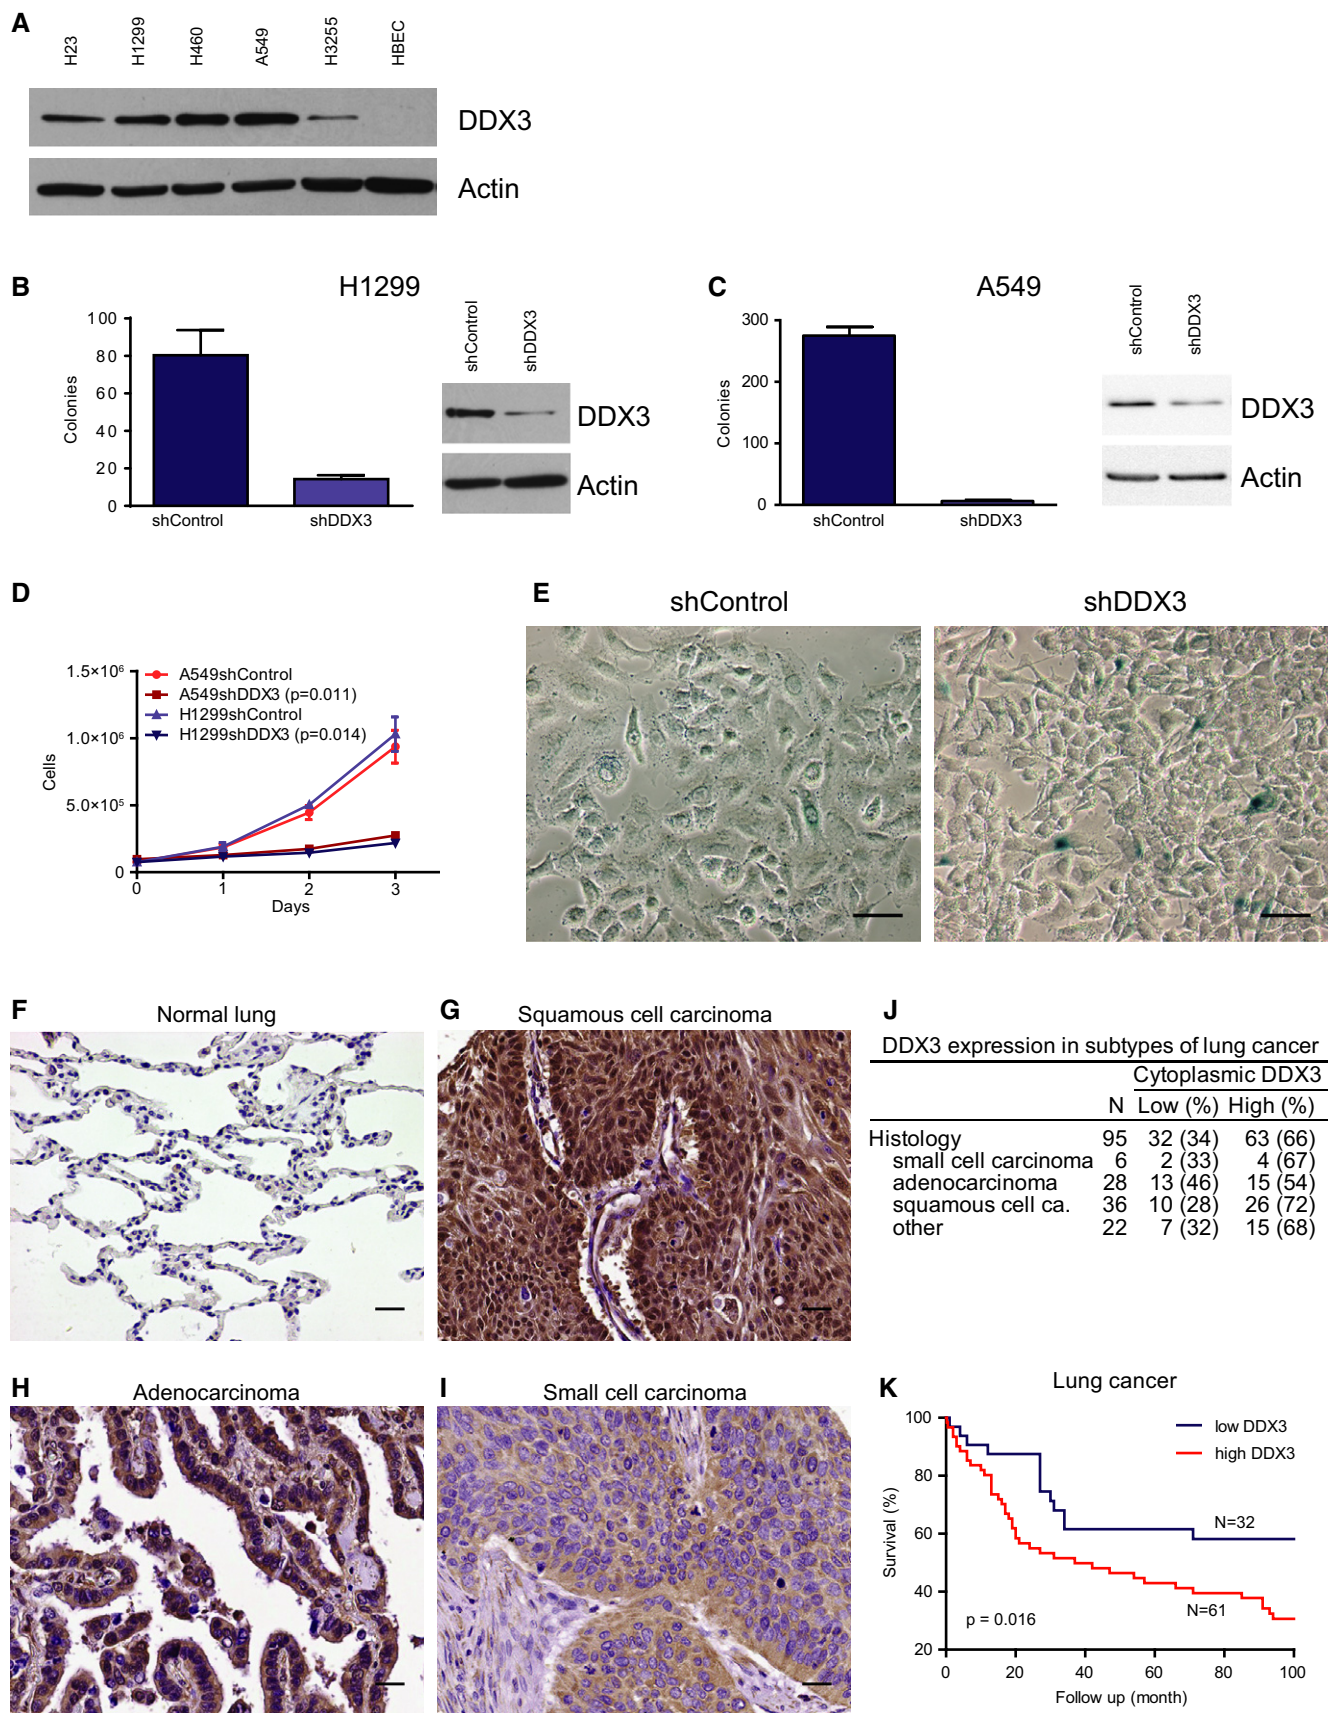 A
H23
H1299
H460
A549
H3255
HBEC
DDX3
Actin
B
H1299
Colonies
100
80
60
40
20
0
shControl
shDDX3
shControl
shDDX3
DDX3
Actin
C
A549
Colonies
300
200
100
0
shControl
shDDX3
shControl
shDDX3
DDX3
Actin
D
Cells
1.5×10⁶
1.0×10⁶
5.0×10⁵
0
A549shControl
A549shDDX3 (p=0.011)
H1299shControl
H1299shDDX3 (p=0.014)
0 1 2 3
Days
E
shControl
shDDX3
F
Normal lung
G
Squamous cell carcinoma
J
DDX3 expression in subtypes of lung cancer
Cytoplasmic DDX3
N Low (%) High (%)
Histology 95 32 (34) 63 (66)
small cell carcinoma 6 2 (33) 4 (67)
adenocarcinoma 28 13 (46) 15 (54)
squamous cell ca. 36 10 (28) 26 (72)
other 22 7 (32) 15 (68)
H
Adenocarcinoma
I
Small cell carcinoma
K
Lung cancer
Survival (%)
100
80
60
40
20
low DDX3
high DDX3
N=32
N=61
p = 0.016
0 20 40 60 80 100
Follow up (month)